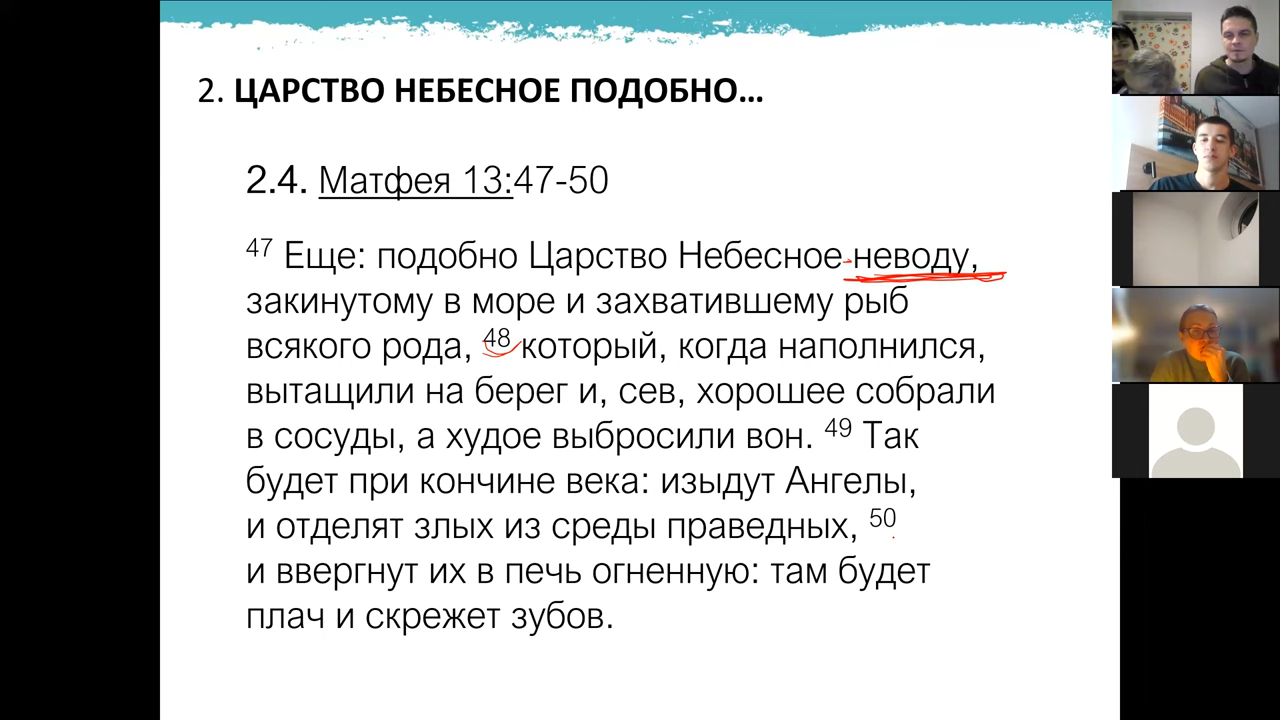 2. ЦАРСТВО НЕБЕСНОЕ ПОДОБНО...
2.4. Матфея 13:47-50
47 Еще: подобно Царство Небесное неводу,
закинутому в море и захватившему рыб
всякого рода, 48 который, когда наполнился,
вытащили на берег и, сев, хорошее собрали
в сосуды, а худое выбросили вон. 49 Так
будет при кончине века: изыдут Ангелы,
и отделят злых из среды праведных, 50
и ввергнут их в печь огненную: там будет
плач и скрежет зубов.